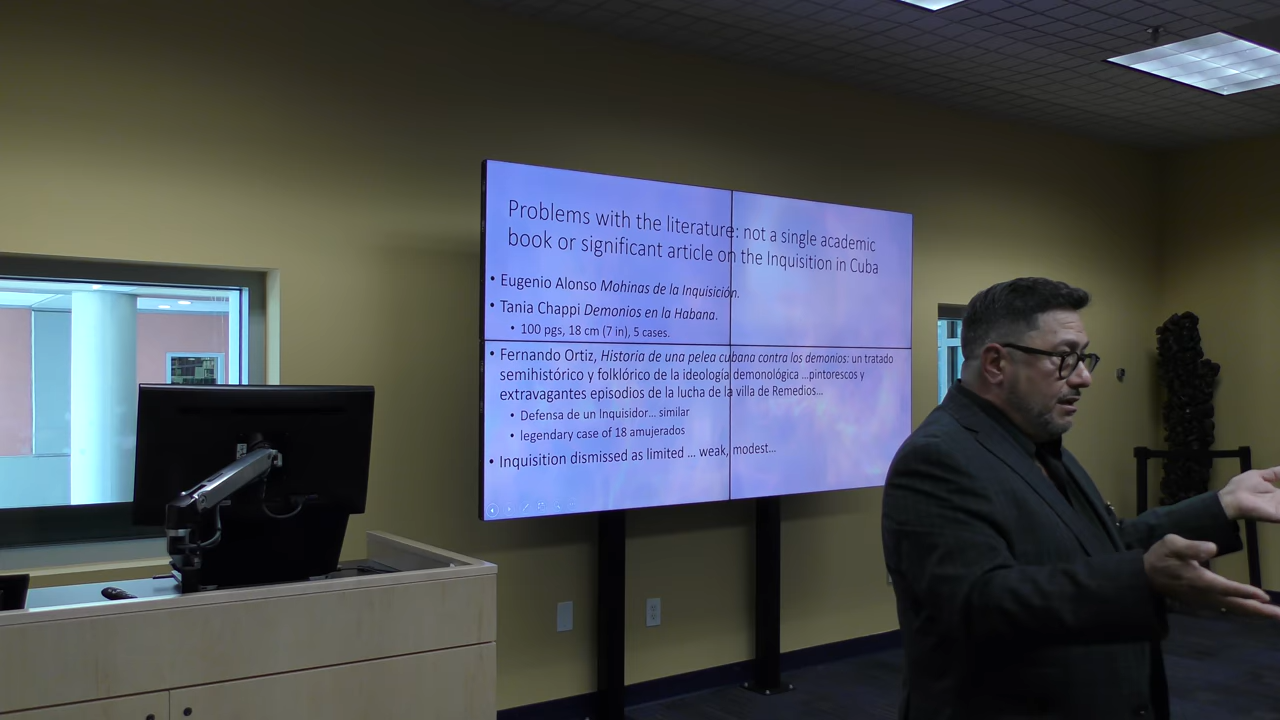 Problems with the literature: not a single academic
book or significant article on the Inquisition in Cuba
• Eugenio Alonso Mohinas de la Inquisición.
• Tania Chappi Demonios en la Habana.
• 100 pgs, 18 cm (7 in), 5 cases.
• Fernando Ortiz, Historia de una pelea cubana contra los demonios: un tratado
semihistórico y folklórico de la ideología demonológica ...pintorescos y
extravagantes episodios de la lucha de la villa de Remedios...
• Defensa de un Inquisidor... similar
• legendary case of 18 amujerados
• Inquisition dismissed as limited ... weak, modest...